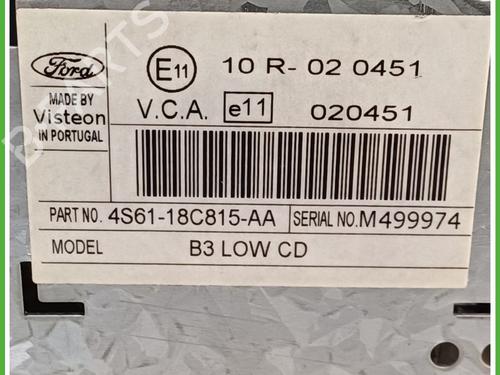 Ford
E11
10 R- 02 0451
MADE BY
Visteon
IN PORTUGAL
V.C.A.
e11
020451
PART NO. 4S61-18C815-AA
SERIAL NO. M499974
MODEL
B3 LOW CD